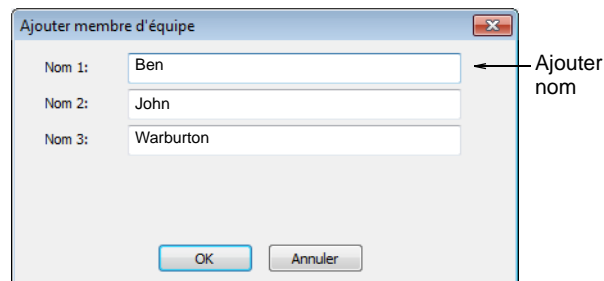 Ajouter membre d'équipe
Nom 1: Ben
Ajouter
nom
Nom 2: John
Nom 3: Warburton
OK Annuler